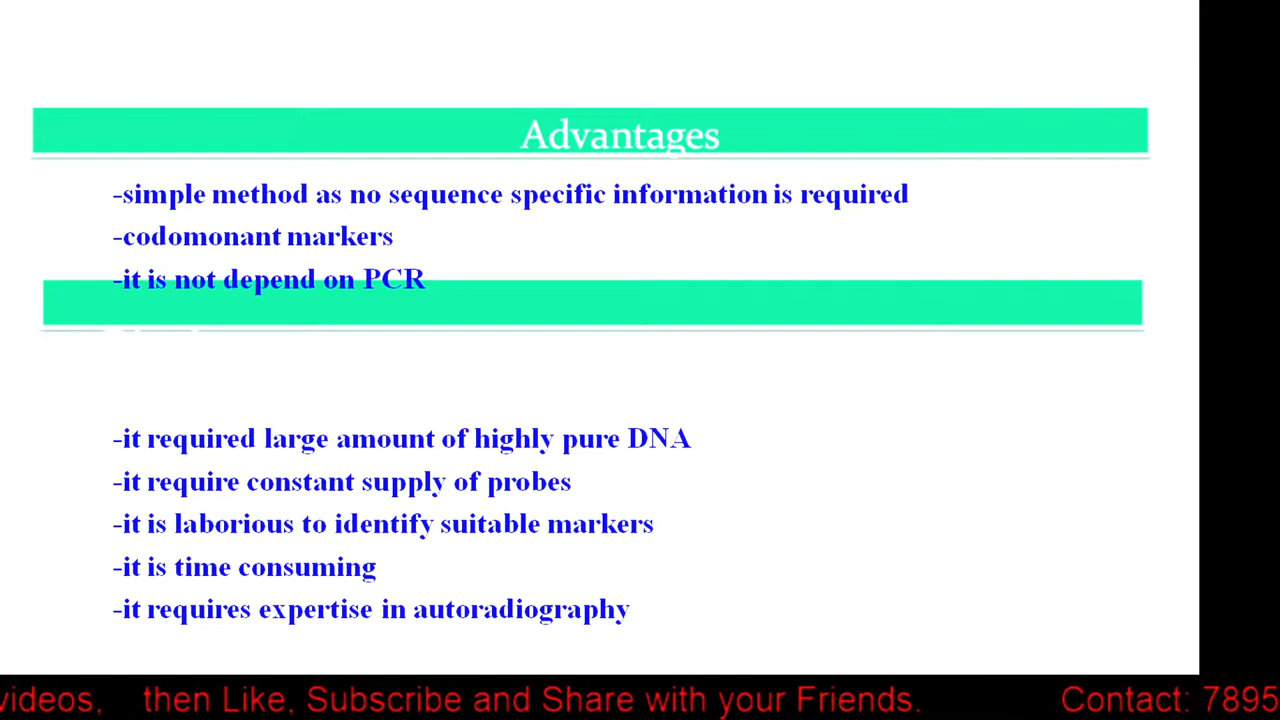 Advantages
-simple method as no sequence specific information is required
-codomonant markers
-it is not depend on PCR
-it required large amount of highly pure DNA
-it require constant supply of probes
-it is laborious to identify suitable markers
-it is time consuming
-it requires expertise in autoradiography
videos, then Like, Subscribe and Share with your Friends. Contact: 7895